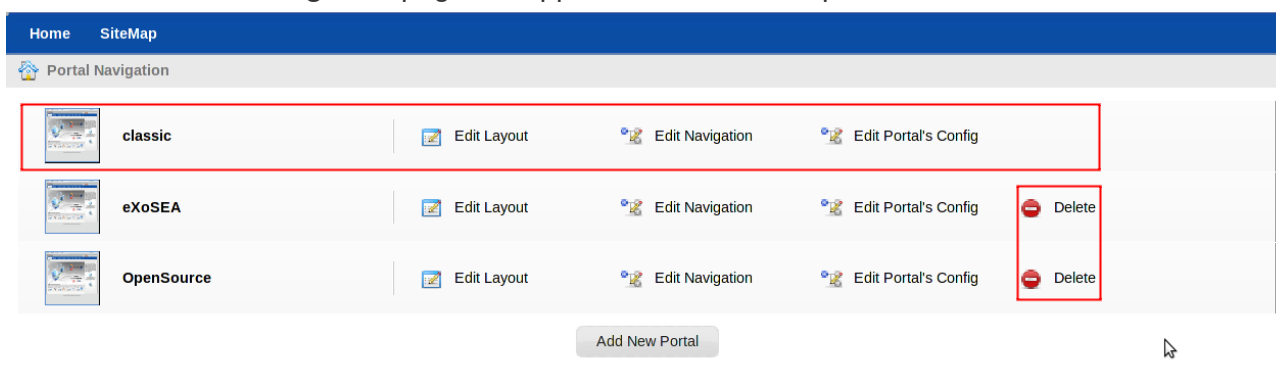 Home SiteMap
Portal Navigation
classic Edit Layout Edit Navigation Edit Portal's Config
eXoSEA Edit Layout Edit Navigation Edit Portal's Config Delete
OpenSource Edit Layout Edit Navigation Edit Portal's Config Delete
Add New Portal